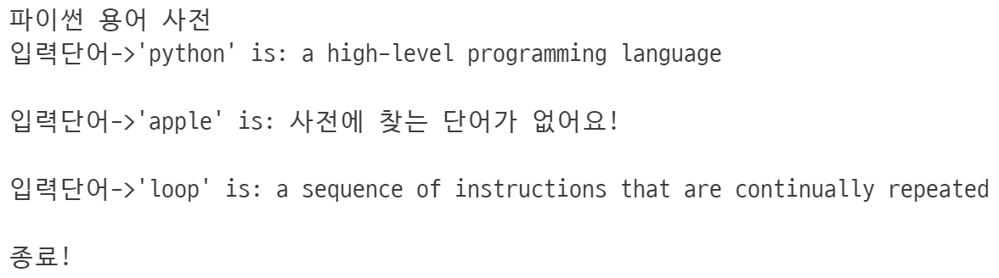 파이썬 용어 사전
입력단어->'python' is: a high-level programming language
입력단어->'apple' is: 사전에 찾는 단어가 없어요!
입력단어->'loop' is: a sequence of instructions that are continually repeated
종료!